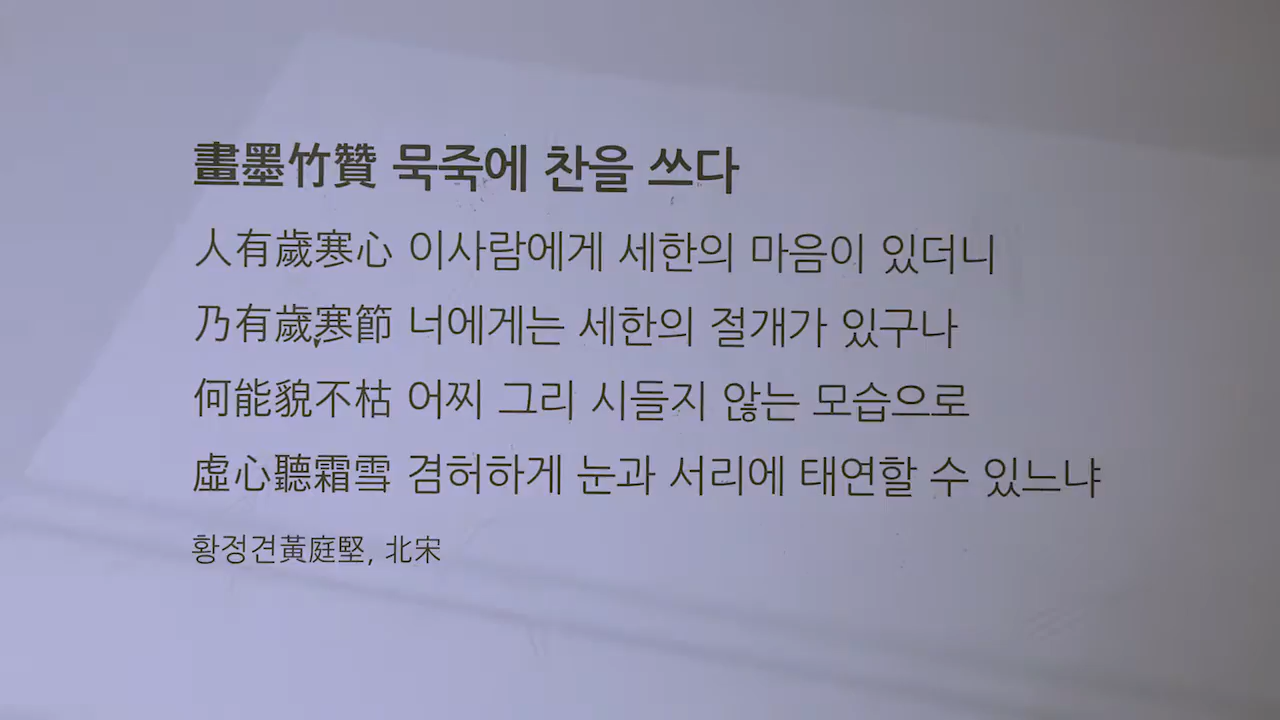 畫墨竹贊 묵죽에 찬을 쓰다
人有歲寒心 이사람에게 세한의 마음이 있더니
乃有歲寒節 너에게는 세한의 절개가 있구나
何能貌不枯 어찌 그리 시들지 않는 모습으로
虛心聽霜雪 겸허하게 눈과 서리에 태연할 수 있느냐
황정견黃庭堅, 北宋